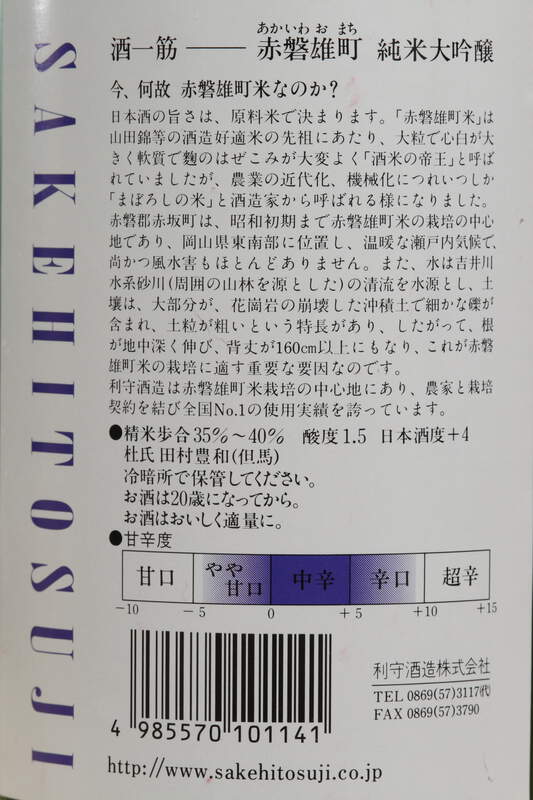 SAKEHITOSUJI
あかいわおまち
酒一筋——赤磐雄町 純米大吟醸
今、何故 赤磐雄町米なのか?
日本酒の旨さは、原料米で決まります。「赤磐雄町米」は
山田錦等の酒造好適米の先祖にあたり、大粒で心白が大
きく軟質で麴のはぜこみが大変よく「酒米の帝王」と呼ば
れていましたが、農業の近代化、機械化につれいつしか
「まぼろしの米」と酒造家から呼ばれる様になりました。
赤磐郡赤坂町は、昭和初期まで赤磐雄町米の栽培の中心
地であり、岡山県東南部に位置し、温暖な瀬戸内気候で、
尚かつ風水害もほとんどありません。また、水は吉井川
水系砂川(周囲の山林を源とした)の清流を水源とし、土
壌は、大部分が、花崗岩の崩壊した沖積土で細かな礫が
含まれ、土粒が粗いという特長があり、したがって、根
が地中深く伸び、背丈が160cm以上にもなり、これが赤磐
雄町米の栽培に適す重要な要因なのです。
利守酒造は赤磐雄町米栽培の中心地にあり、農家と栽培
契約を結び全国No.1の使用実績を誇っています。
●精米歩合35%~40% 酸度1.5 日本酒度+4
杜氏 田村豊和(但馬)
冷暗所で保管してください。
お酒は20歳になってから。
お酒はおいしく適量に。
●甘辛度
甘口 やや甘口 中辛 辛口 超辛
-10 -5 0 +5 +10 +15
利守酒造株式会社
TEL 0869(57)3117(代)
FAX 0869(57)3790
4 985570 101141
http://www.sakehitosuji.co.jp